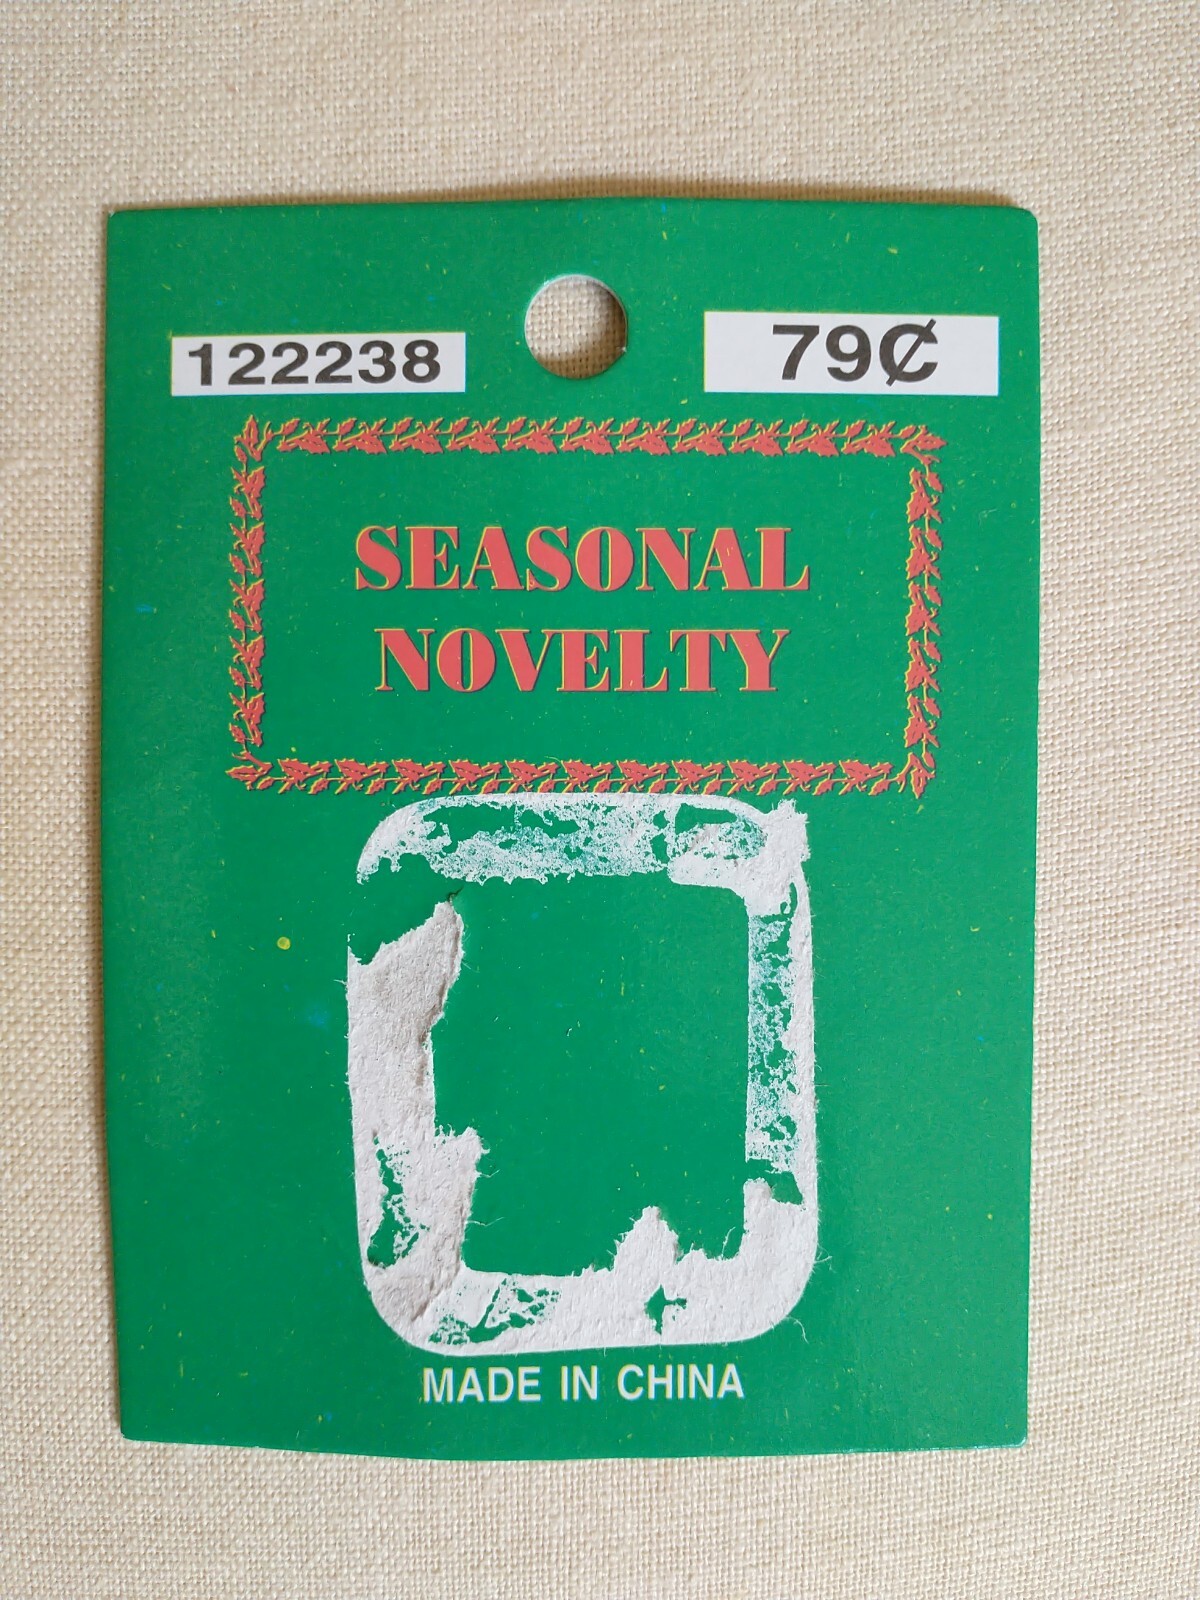 122238
79¢
SEASONAL
NOVELTY
MADE IN CHINA